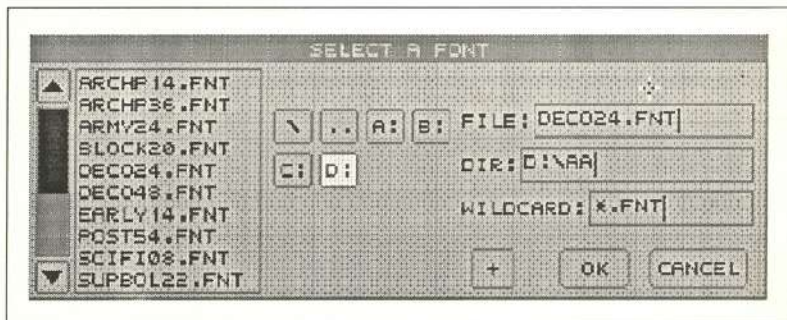 SELECT A FONT
ARCHP14.FNT
ARCHP36.FNT
ARMY24.FNT
BLOCK20.FNT
DECO24.FNT
DECO48.FNT
EARLY14.FNT
POST54.FNT
SCIFI08.FNT
SUPBOL22.FNT
\ .. A: B:
C: D:
FILE: DECO24.FNT
DIR: D:\AA
WILDCARD: *.FNT
+ OK CANCEL